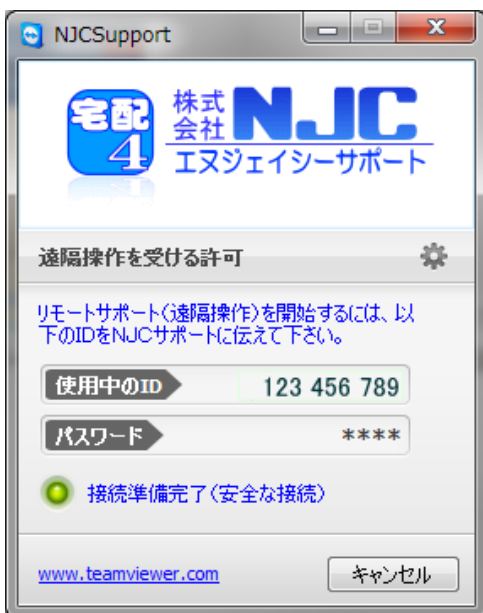 NJCSupport
宅配
4
株式
会社
NJC
エヌジェイシーサポート
遠隔操作を受ける許可
リモートサポート(遠隔操作)を開始するには、以
下のIDをNJCサポートに伝えて下さい。
使用中のID 123 456 789
パスワード ****
接続準備完了(安全な接続)
www.teamviewer.com キャンセル